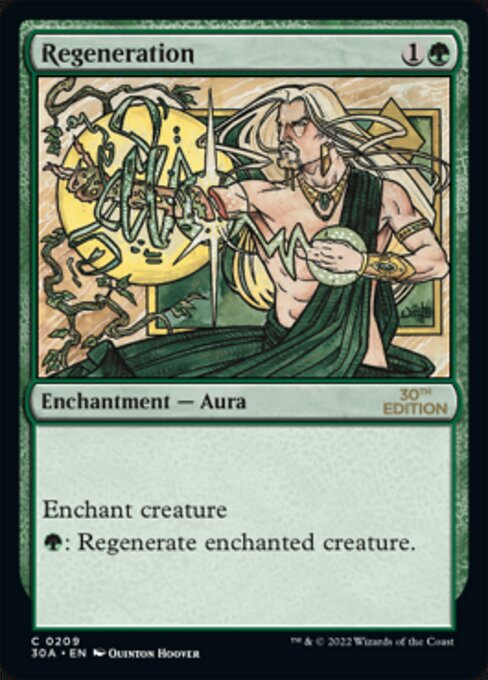 Regeneration 1
Enchantment — Aura
30TH
EDITION
Enchant creature
: Regenerate enchanted creature.
C 0209
30A • EN Quinton Hoover
™ & © 2022 Wizards of the Coast